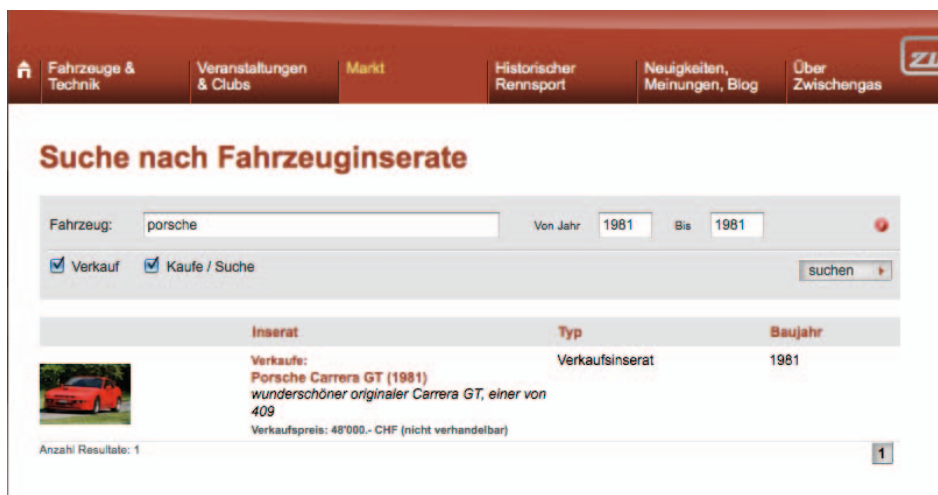 Fahrzeuge & Technik
Veranstaltungen & Clubs
Markt
Historischer Rennsport
Neuigkeiten, Meinungen, Blog
Über Zwischengas
Suche nach Fahrzeuginserate
Fahrzeug: porsche Von Jahr 1981 Bis 1981
Verkauf Kaufe / Suche suchen
Inserat Typ Baujahr
Verkaufe: Verkaufsinserat 1981
Porsche Carrera GT (1981)
wunderschöner originaler Carrera GT, einer von
409
Verkaufspreis: 48'000.- CHF (nicht verhandelbar)
Anzahl Resultate: 1 1